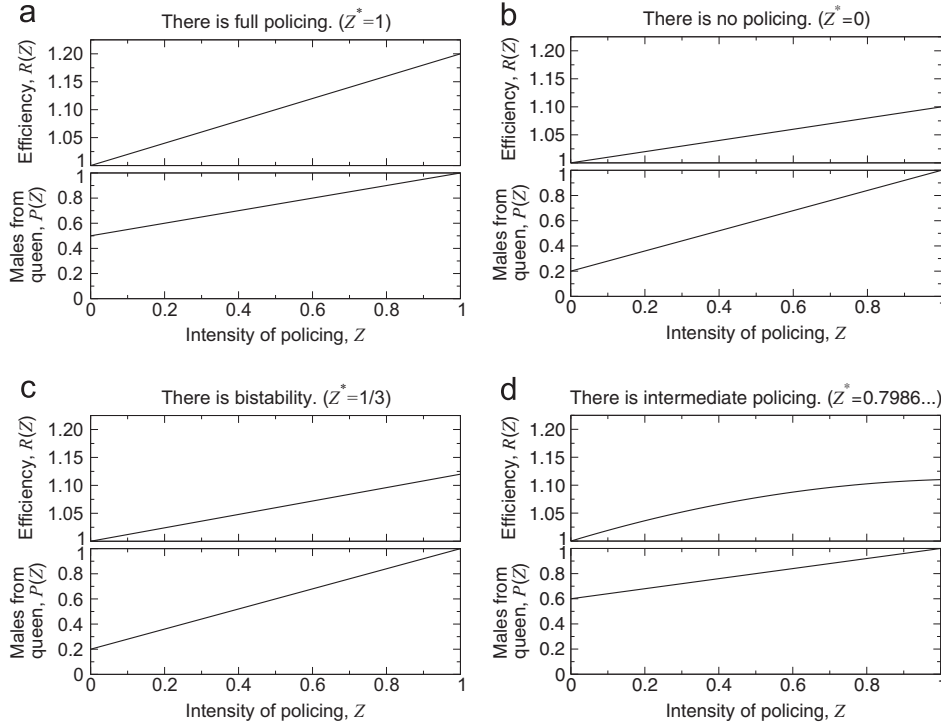 a
There is full policing. (Z*=1)
Efficiency, R(Z)
1.20
1.15
1.10
1.05
1
Males from
queen, P(Z)
1
0.8
0.6
0.4
0.2
0
0 0.2 0.4 0.6 0.8 1
Intensity of policing, Z
b
There is no policing. (Z*=0)
Efficiency, R(Z)
1.20
1.15
1.10
1.05
1
Males from
queen, P(Z)
1
0.8
0.6
0.4
0.2
0
0 0.2 0.4 0.6 0.8 1
Intensity of policing, Z
c
There is bistability. (Z*=1/3)
Efficiency, R(Z)
1.20
1.15
1.10
1.05
1
Males from
queen, P(Z)
1
0.8
0.6
0.4
0.2
0
0 0.2 0.4 0.6 0.8 1
Intensity of policing, Z
d
There is intermediate policing. (Z*=0.7986...)
Efficiency, R(Z)
1.20
1.15
1.10
1.05
1
Males from
queen, P(Z)
1
0.8
0.6
0.4
0.2
0
0 0.2 0.4 0.6 0.8 1
Intensity of policing, Z